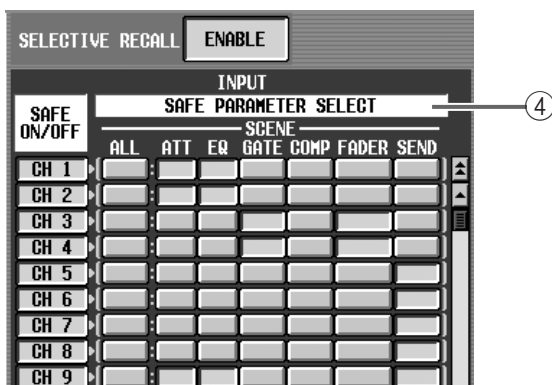 SELECTIVE RECALL ENABLE
INPUT
SAFE PARAMETER SELECT
④
SAFE
ON/OFF
SCENE
ALL ATT EQ GATE COMP FADER SEND
CH 1
CH 2
CH 3
CH 4
CH 5
CH 6
CH 7
CH 8
CH 9